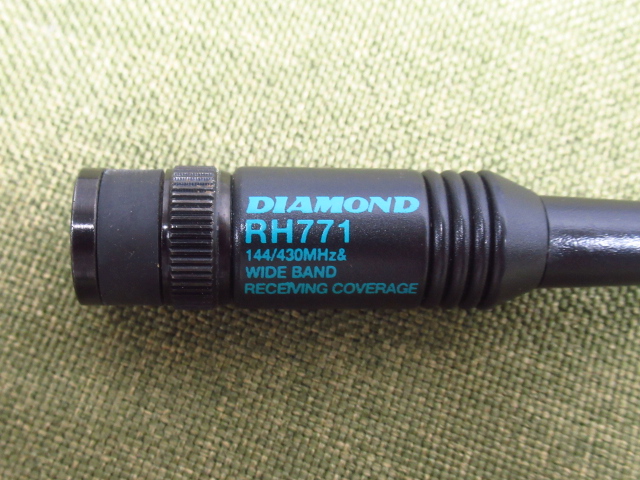 DIAMOND
RH771
144/430MHz&
WIDE BAND
RECEIVING COVERAGE